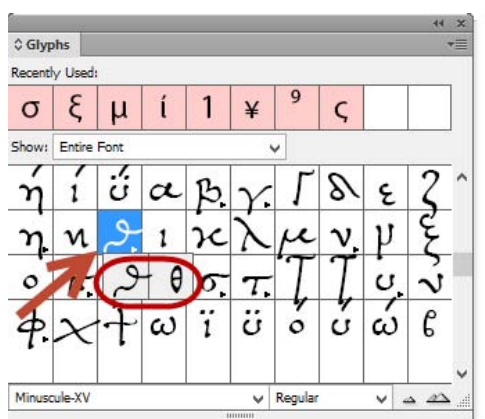 Glyphs
Recently Used:
σ ξ μ í 1 ¥ 9 ς
Show: Entire Font
ή ί ΰ α β γ δ ε ζ
η ϑ ι κ λ μ ν ξ
ο ϑ θ σ τ υ
φ χ ψ ω ϊ ϋ ό ύ ώ ϐ
Minuscule-XV Regular